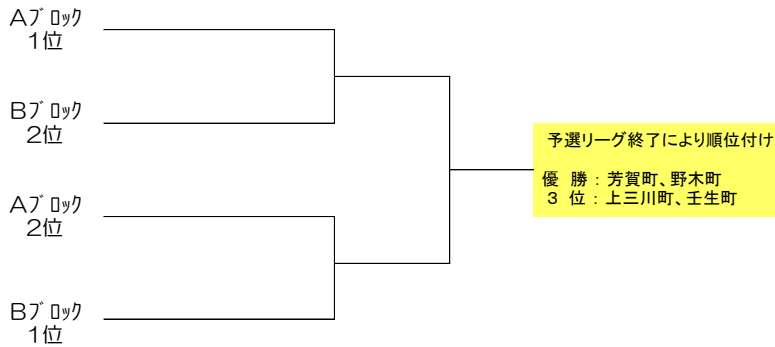 Aブロック
1位
Bブロック
2位
Aブロック
2位
Bブロック
1位
予選リーグ終了により順位付け
優 勝 : 芳賀町、野木町
3 位 : 上三川町、壬生町